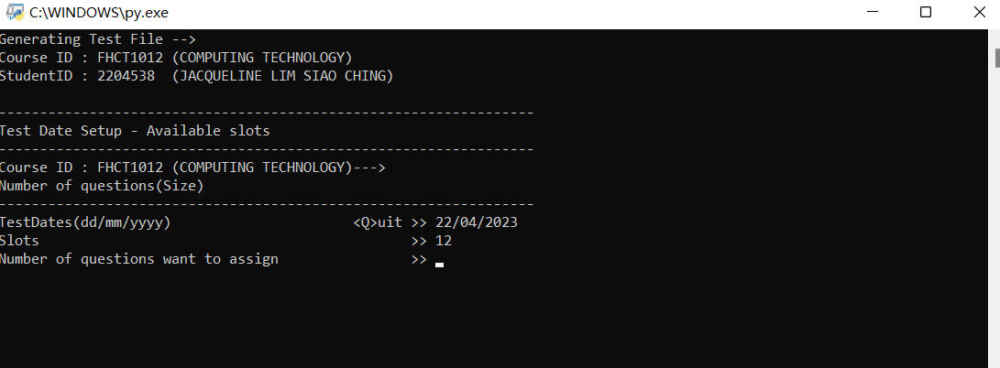 C:\WINDOWS\py.exe
Generating Test File -->
Course ID : FHCT1012 (COMPUTING TECHNOLOGY)
StudentID : 2204538  (JACQUELINE LIM SIAO CHING)
-----------------------------------------------------------------
Test Date Setup - Available slots
-----------------------------------------------------------------
Course ID : FHCT1012 (COMPUTING TECHNOLOGY)--->
Number of questions(Size)
-----------------------------------------------------------------
TestDates(dd/mm/yyyy)                      <Q>uit >> 22/04/2023
Slots                                             >> 12
Number of questions want to assign                >>